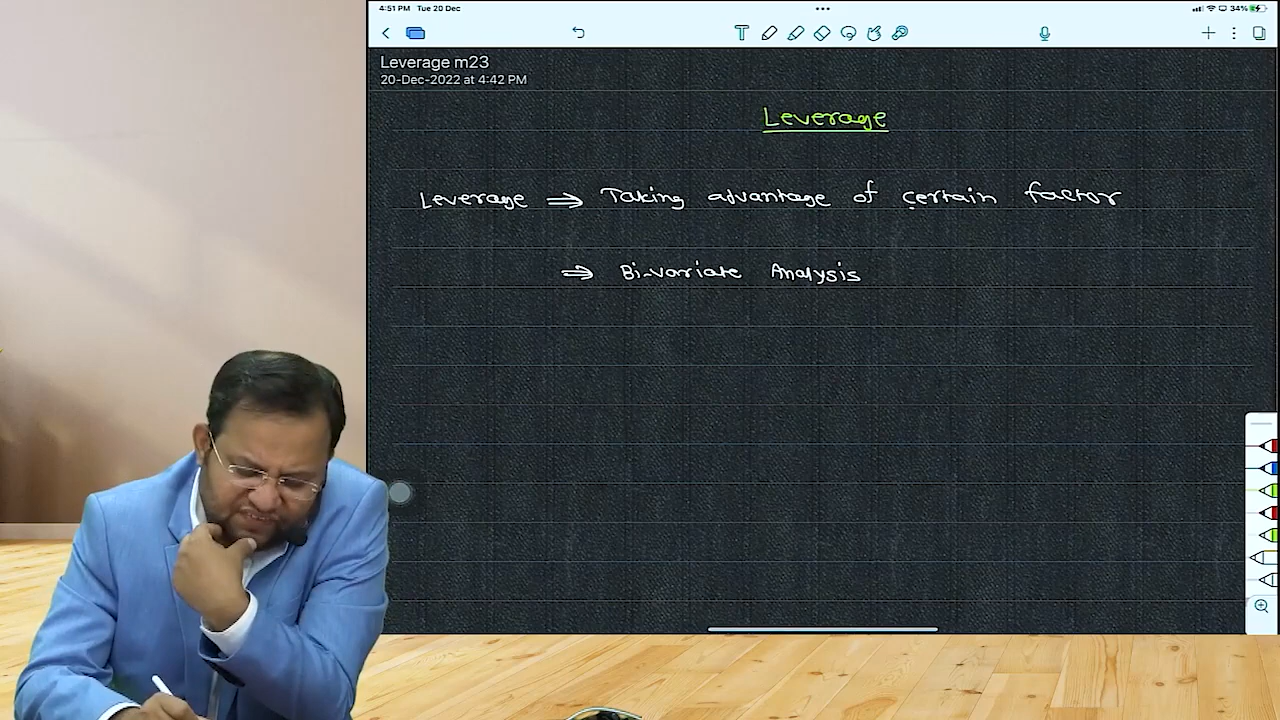 4:51 PM Tue 20 Dec
34%
Leverage m23
20-Dec-2022 at 4:42 PM
Leverage
Leverage ⇒ Taking advantage of certain factor
⇒ Bi-variate Analysis